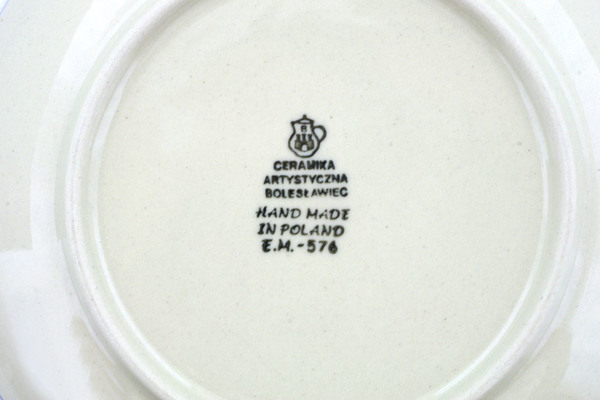 B
CERAMIKA
ARTYSTYCZNA
BOLESŁAWIEC
HAND MADE
IN POLAND
E.M.-576